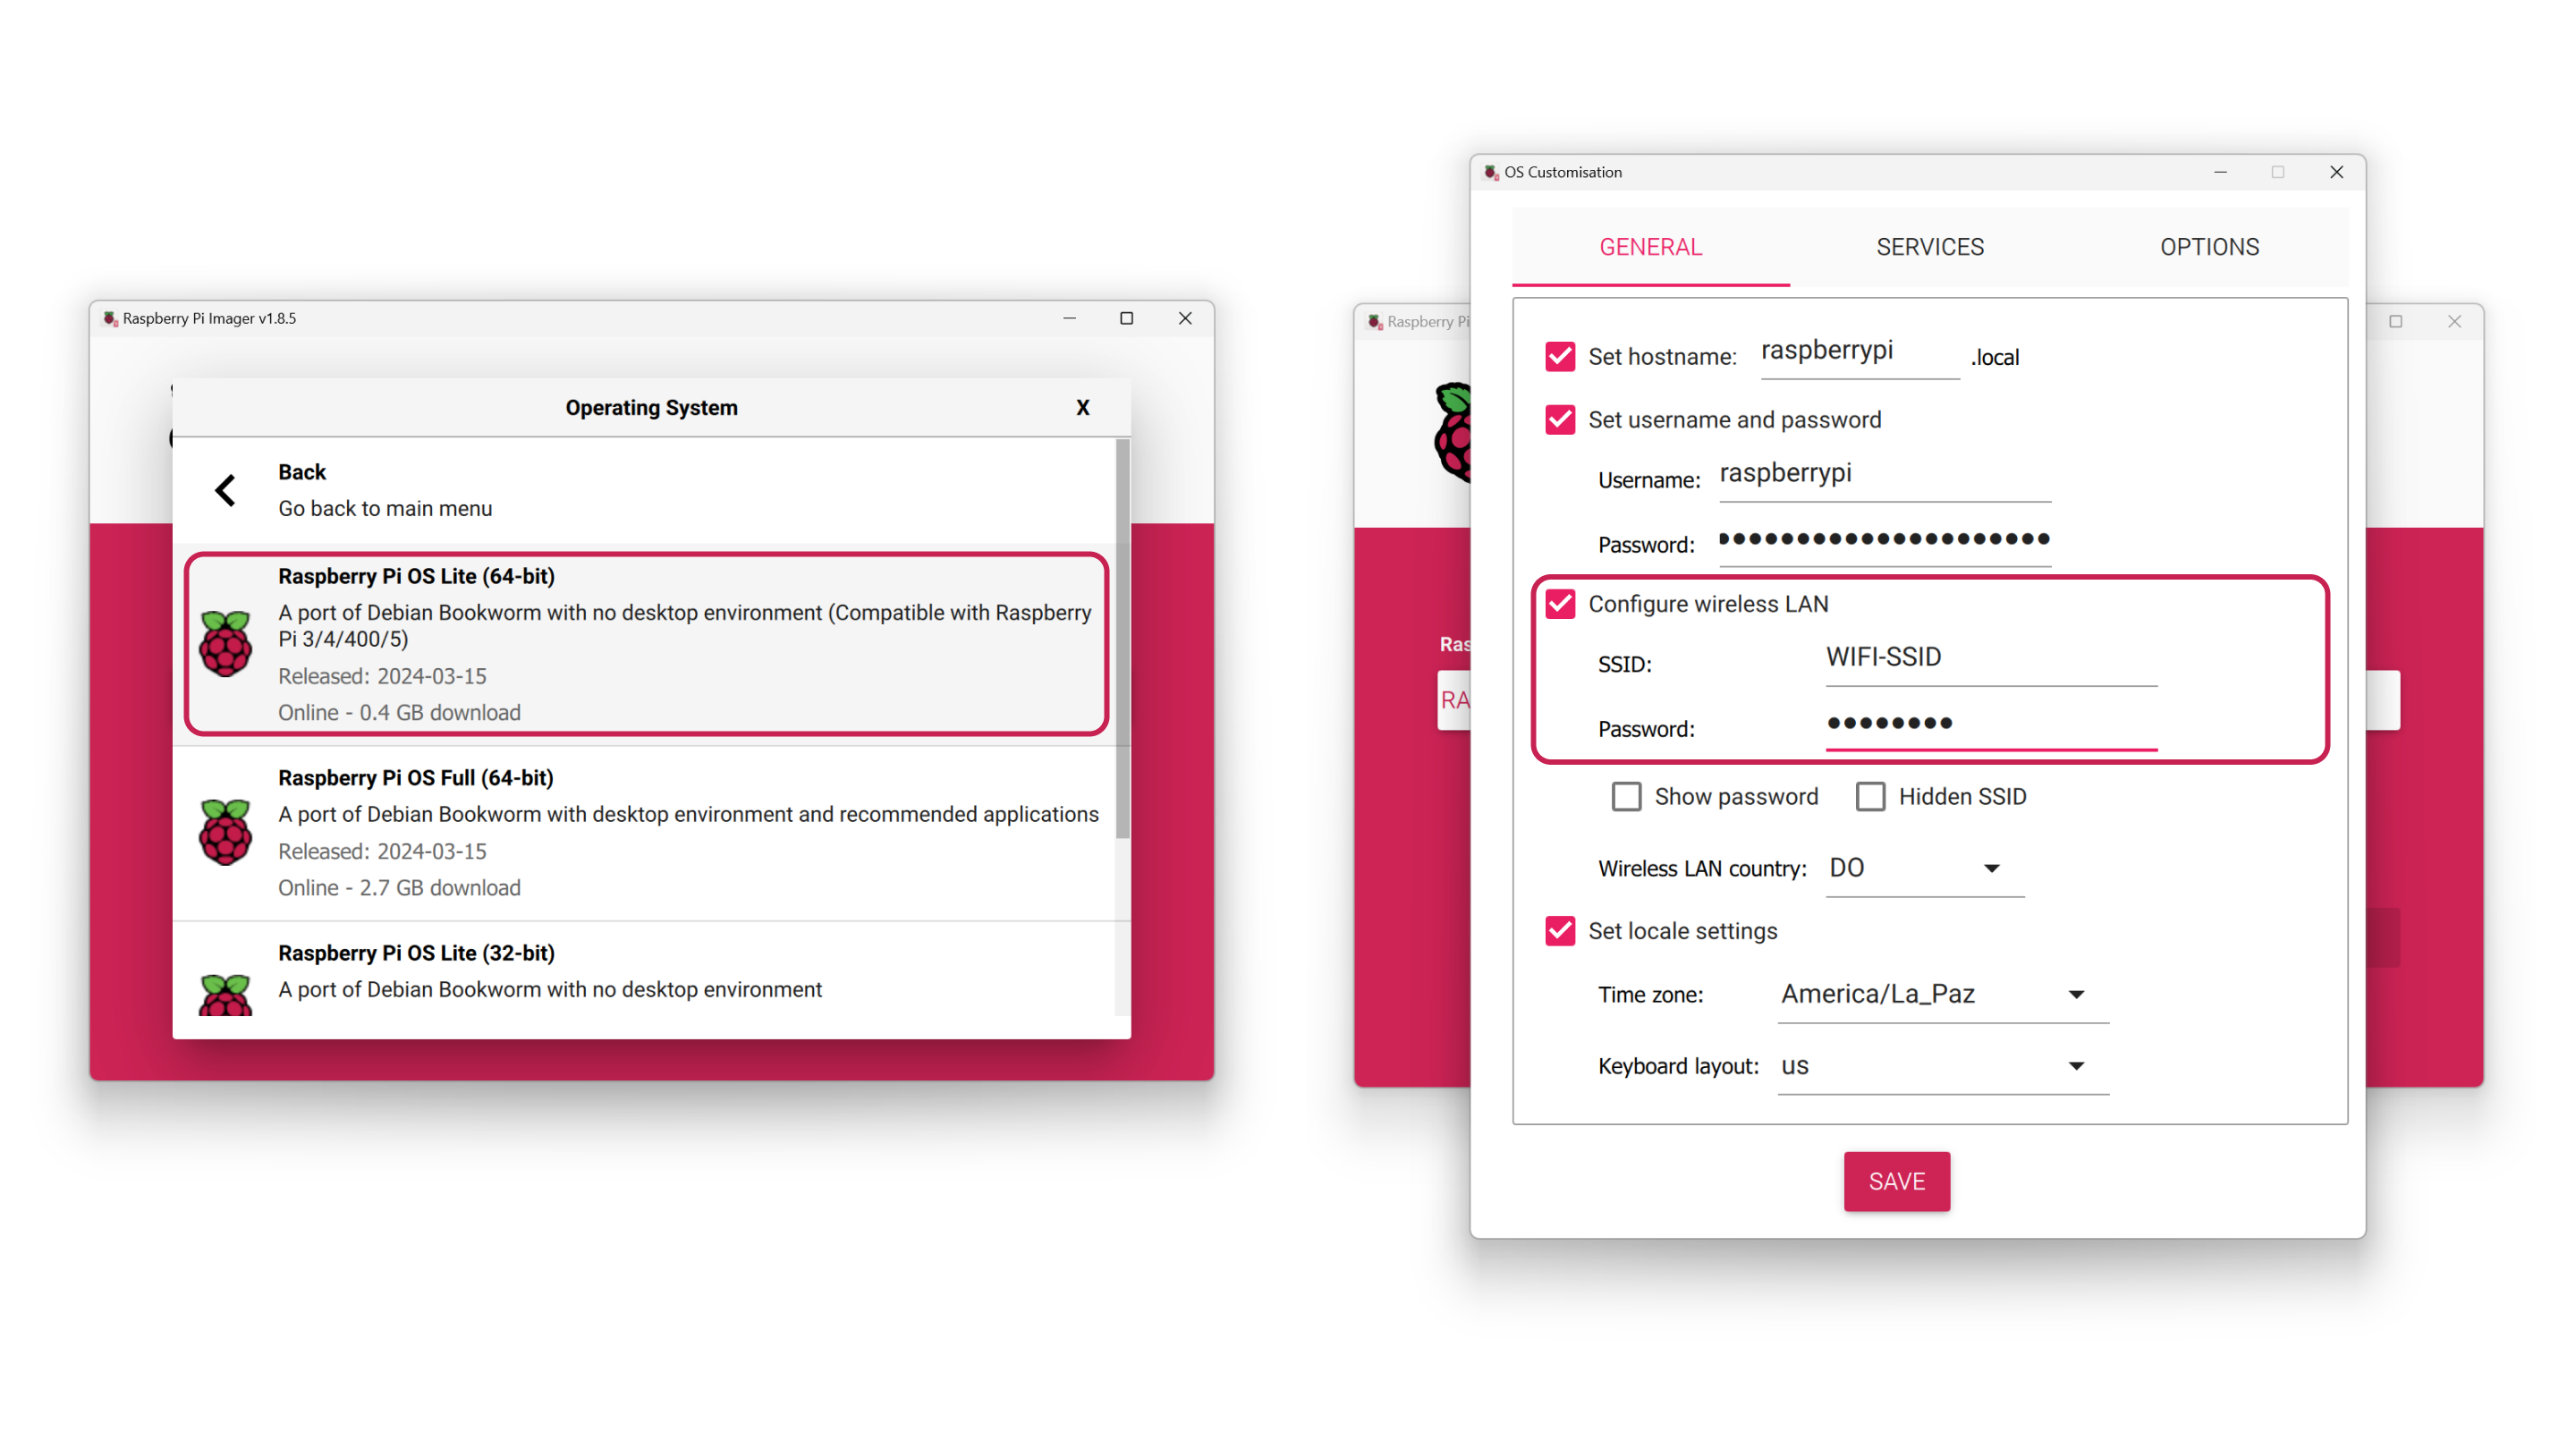 Raspberry Pi Imager v1.8.5
Operating System
X
Back
Go back to main menu
Raspberry Pi OS Lite (64-bit)
A port of Debian Bookworm with no desktop environment (Compatible with Raspberry
Pi 3/4/400/5)
Released: 2024-03-15
Online - 0.4 GB download
Raspberry Pi OS Full (64-bit)
A port of Debian Bookworm with desktop environment and recommended applications
Released: 2024-03-15
Online - 2.7 GB download
Raspberry Pi OS Lite (32-bit)
A port of Debian Bookworm with no desktop environment
Raspberry Pi
Ras
RA
OS Customisation
GENERAL SERVICES OPTIONS
Set hostname: raspberrypi .local
Set username and password
Username: raspberrypi
Password: ●●●●●●●●●●●●●●●●●●●●●
Configure wireless LAN
SSID: WIFI-SSID
Password: ●●●●●●●●
Show password Hidden SSID
Wireless LAN country: DO
Set locale settings
Time zone: America/La_Paz
Keyboard layout: us
SAVE